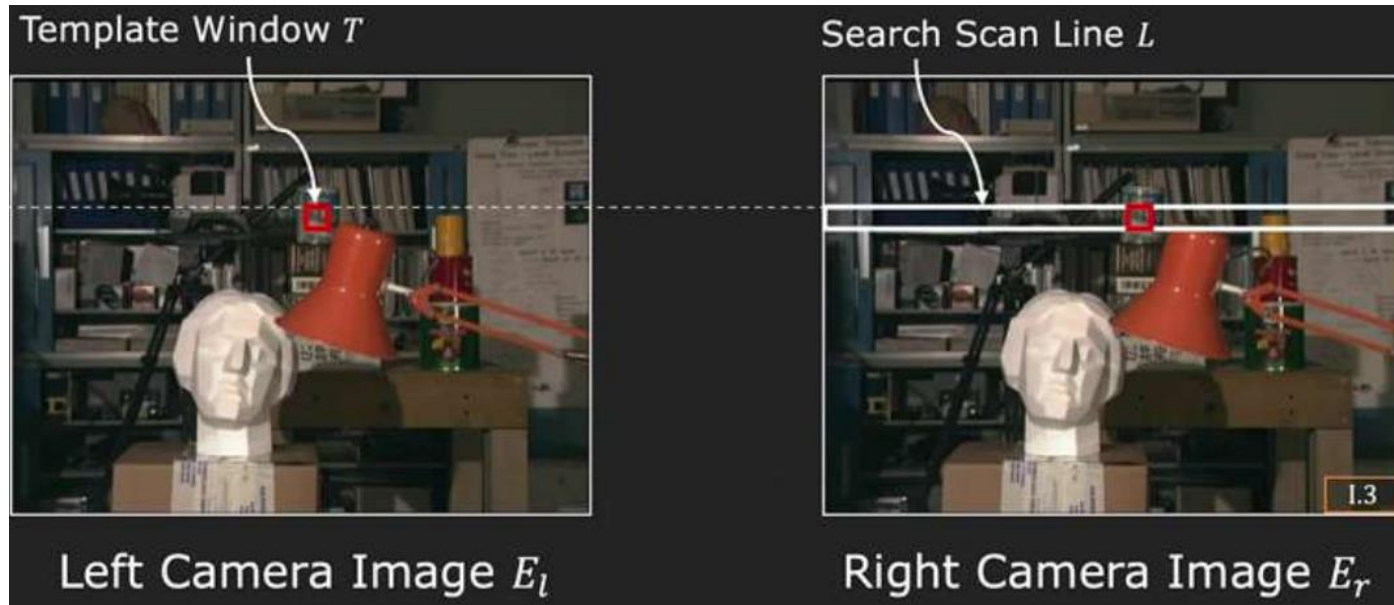 Template Window T
Search Scan Line L
I.3
Left Camera Image E_l
Right Camera Image E_r